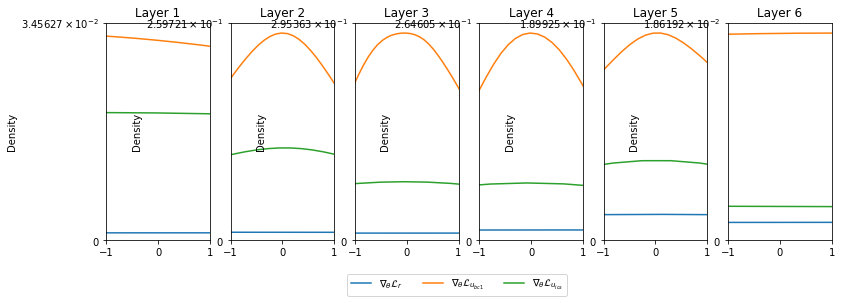 Layer 1
Layer 2
Layer 3
Layer 4
Layer 5
Layer 6
3.45627 × 10⁻²
2.59721 × 10⁻¹
2.95363 × 10⁻¹
2.64605 × 10⁻¹
1.89925 × 10⁻¹
1.86192 × 10⁻²
Density
Density
Density
Density
Density
Density
0
0
0
0
0
0
−1 0 1
−1 0 1
−1 0 1
−1 0 1
−1 0 1
−1 0 1
∇θℒr
∇θℒu_bc1
∇θℒu_ics